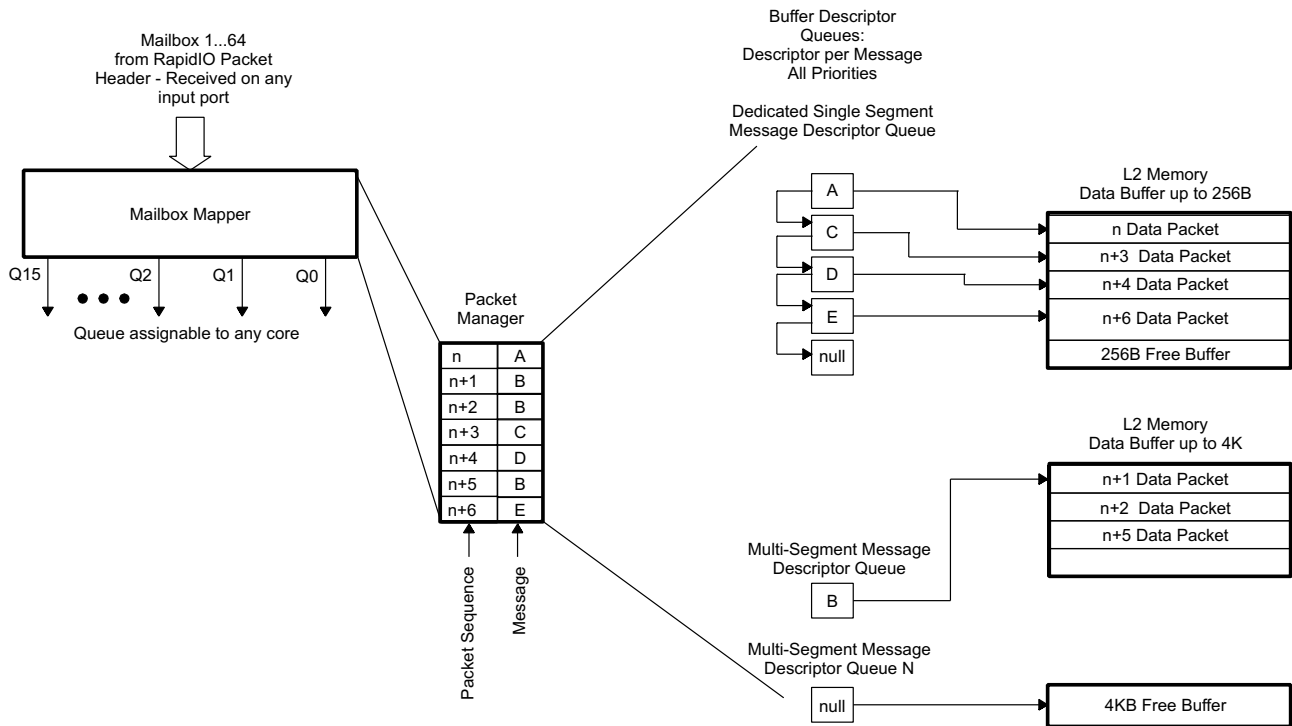 Mailbox 1...64
from RapidIO Packet
Header - Received on any
input port
Mailbox Mapper
Q15
Q2
Q1
Q0
Queue assignable to any core
Packet
Manager
n A
n+1 B
n+2 B
n+3 C
n+4 D
n+5 B
n+6 E
Packet Sequence
Message
Buffer Descriptor
Queues:
Descriptor per Message
All Priorities
Dedicated Single Segment
Message Descriptor Queue
A
C
D
E
null
L2 Memory
Data Buffer up to 256B
n Data Packet
n+3 Data Packet
n+4 Data Packet
n+6 Data Packet
256B Free Buffer
L2 Memory
Data Buffer up to 4K
n+1 Data Packet
n+2 Data Packet
n+5 Data Packet
Multi-Segment Message
Descriptor Queue
B
Multi-Segment Message
Descriptor Queue N
null
4KB Free Buffer